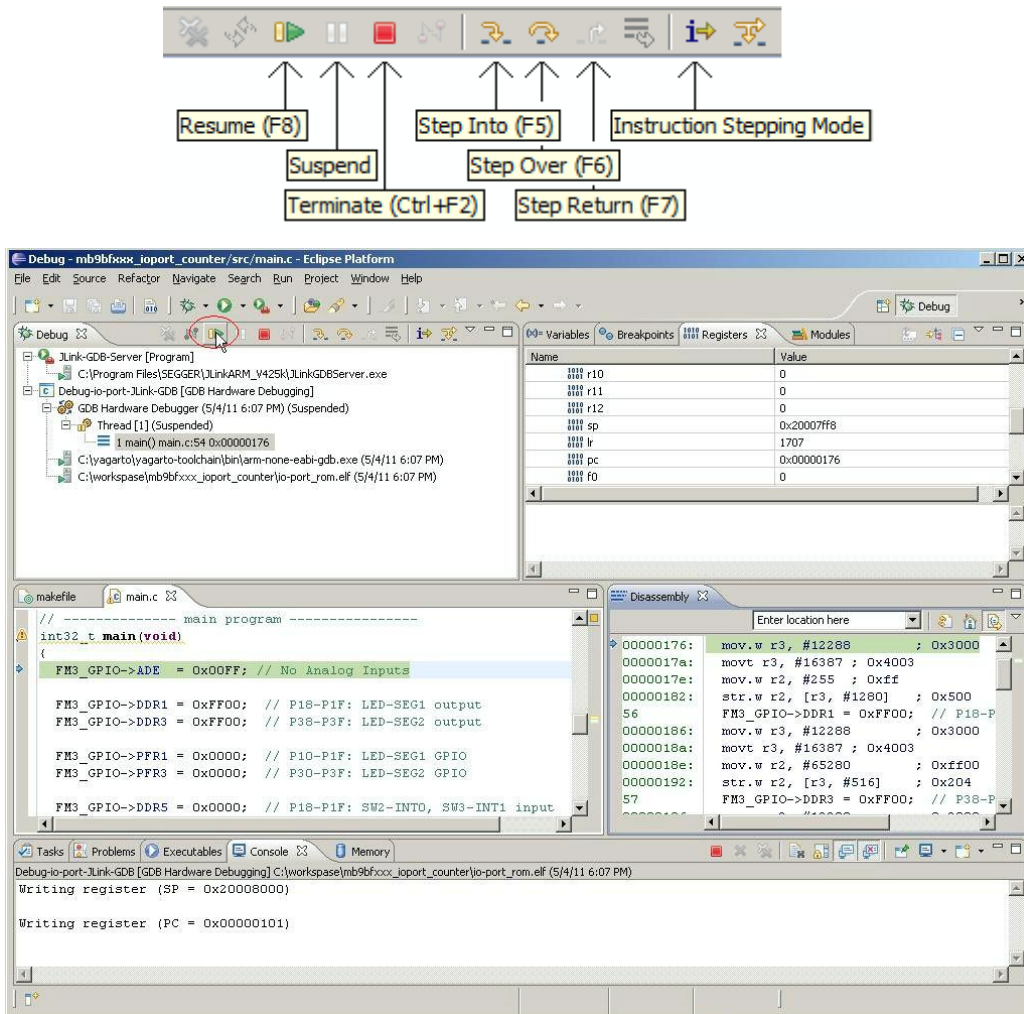 Resume (F8)
Step Into (F5)
Instruction Stepping Mode
Suspend
Step Over (F6)
Terminate (Ctrl+F2)
Step Return (F7)
Debug - mb9bfxxx_ioport_counter/src/main.c - Eclipse Platform
File Edit Source Refactor Navigate Search Run Project Window Help
Debug
Debug
JLink-GDB-Server [Program]
C:\Program Files\SEGGER\JLinkARM_V425k\JLinkGDBServer.exe
Debug-io-port-JLink-GDB [GDB Hardware Debugging]
GDB Hardware Debugger (5/4/11 6:07 PM) (Suspended)
Thread [1] (Suspended)
1 main() main.c:54 0x00000176
C:\yagarto\yagarto-toolchain\bin\arm-none-eabi-gdb.exe (5/4/11 6:07 PM)
C:\workspase\mb9bfxxx_ioport_counter\io-port_rom.elf (5/4/11 6:07 PM)
(x)= Variables Breakpoints Registers Modules
Name Value
r10 0
r11 0
r12 0
sp 0x20007ff8
lr 1707
pc 0x00000176
f0 0
makefile main.c
// -------------- main program ----------------
int32_t main(void)
{
FM3_GPIO->ADE = 0x00FF; // No Analog Inputs
FM3_GPIO->DDR1 = 0xFF00; // P18-P1F: LED-SEG1 output
FM3_GPIO->DDR3 = 0xFF00; // P38-P3F: LED-SEG2 output
FM3_GPIO->PFR1 = 0x0000; // P10-P1F: LED-SEG1 GPIO
FM3_GPIO->PFR3 = 0x0000; // P30-P3F: LED-SEG2 GPIO
FM3_GPIO->DDR5 = 0x0000; // P18-P1F: SW2-INT0, SW3-INT1 input
Disassembly
Enter location here
00000176: mov.w r3, #12288 ; 0x3000
0000017a: movt r3, #16387 ; 0x4003
0000017e: mov.w r2, #255 ; 0xff
00000182: str.w r2, [r3, #1280] ; 0x500
56 FM3_GPIO->DDR1 = 0xFF00; // P18-P
00000186: mov.w r3, #12288 ; 0x3000
0000018a: movt r3, #16387 ; 0x4003
0000018e: mov.w r2, #65280 ; 0xff00
00000192: str.w r2, [r3, #516] ; 0x204
57 FM3_GPIO->DDR3 = 0xFF00; // P38-P
Tasks Problems Executables Console Memory
Debug-io-port-JLink-GDB [GDB Hardware Debugging] C:\workspase\mb9bfxxx_ioport_counter\io-port_rom.elf (5/4/11 6:07 PM)
Writing register (SP = 0x20008000)
Writing register (PC = 0x00000101)